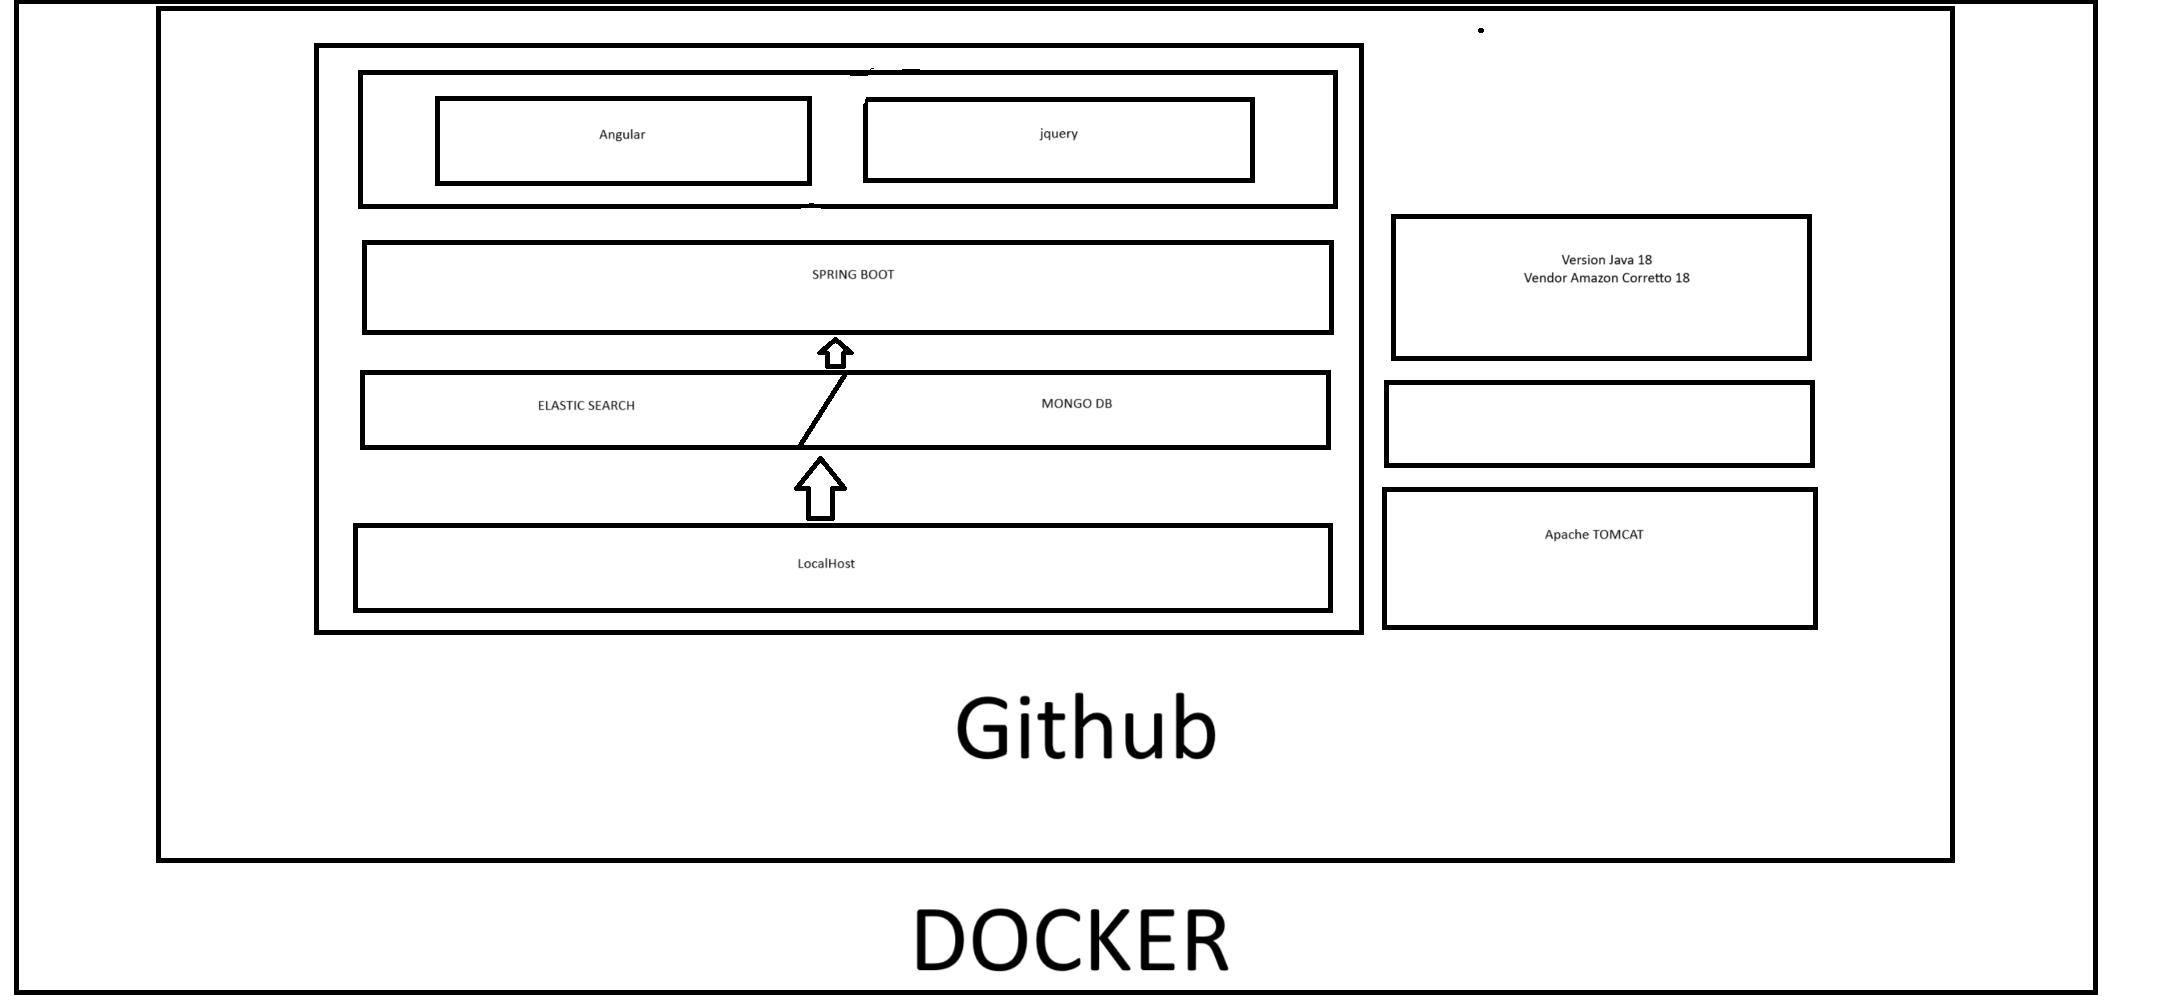 Angular
jquery
SPRING BOOT
Version Java 18
Vendor Amazon Corretto 18
ELASTIC SEARCH
MONGO DB
Apache TOMCAT
LocalHost
Github
DOCKER